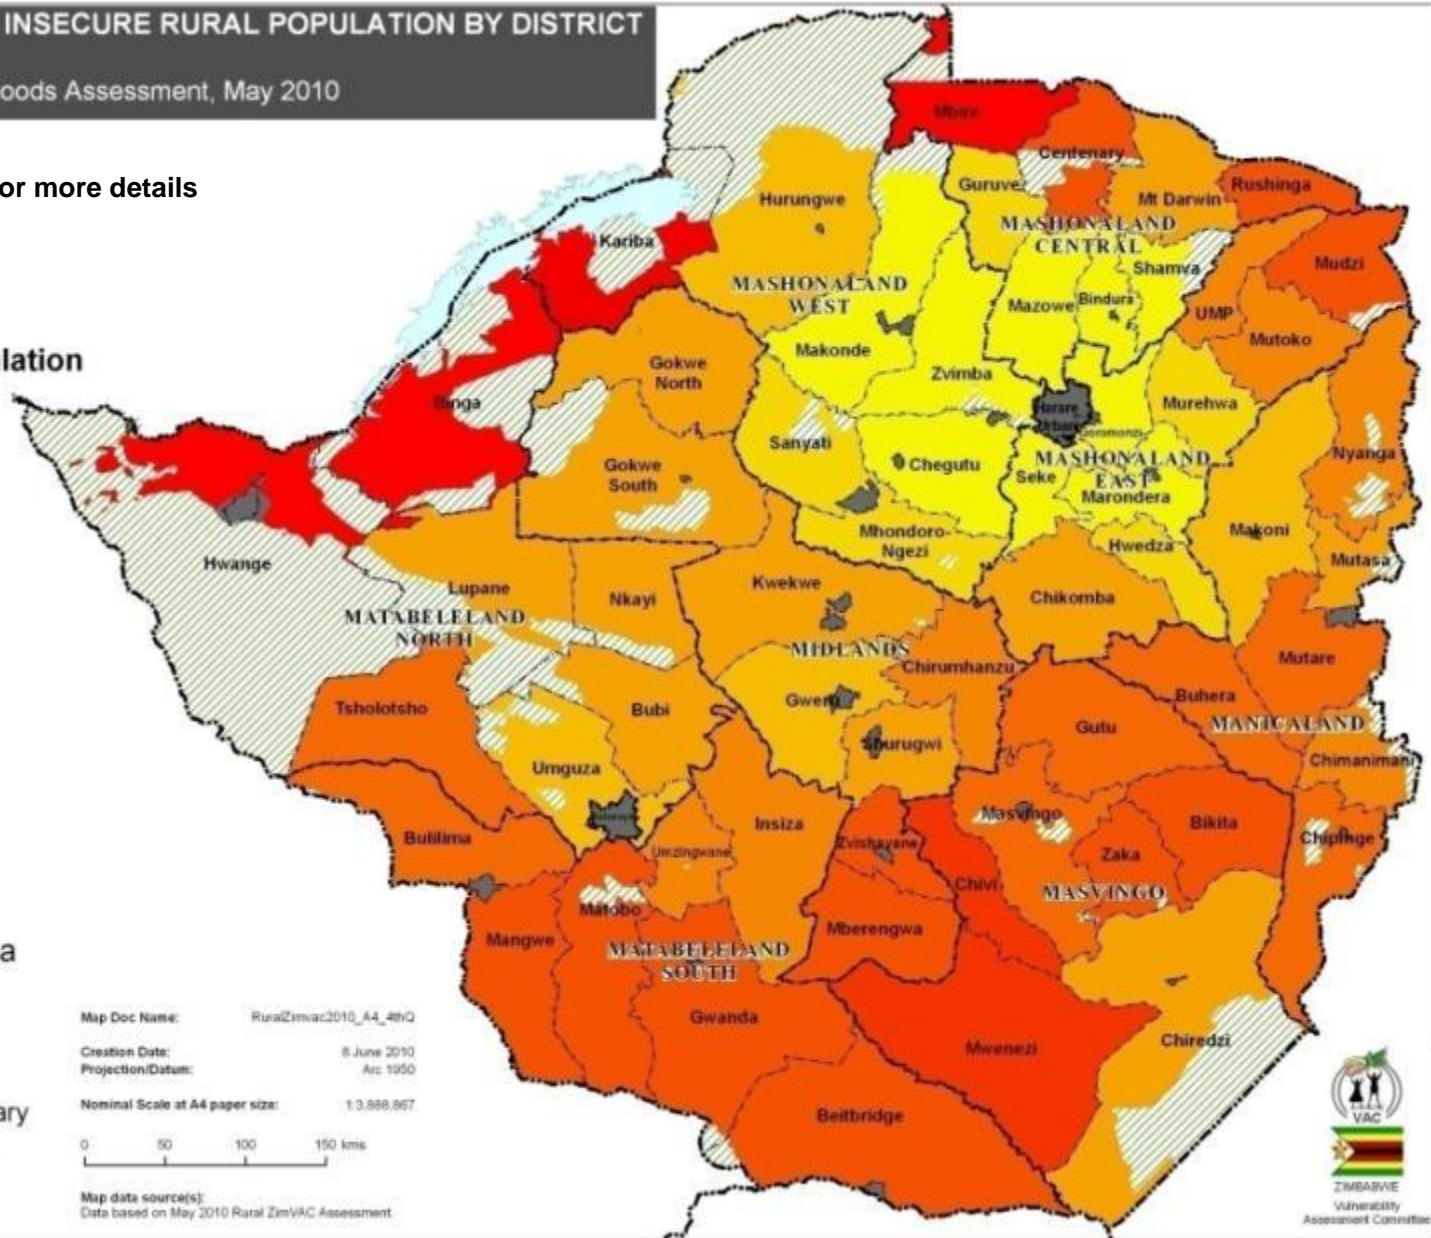 INSECURE RURAL POPULATION BY DISTRICT
oods Assessment, May 2010
or more details
lation
Mbire
Centenary
Hurungwe
Guruve
Mt Darwin
Rushinga
MASHONALAND
CENTRAL
Kariba
Shamva
Mudzi
MASHONALAND
WEST
Mazowe
Bindura
UMP
Mutoko
Makonde
Gokwe
North
Zvimba
Binga
Harare
Urban
Murehwa
Goromonzi
Sanyati
Chegutu
MASHONALAND
EAST
Seke
Marondera
Nyanga
Gokwe
South
Makoni
Mhondoro-
Ngezi
Hwedza
Mutasa
Hwange
Lupane
Nkayi
Kwekwe
Chikomba
MATABELELAND
NORTH
MIDLANDS
Chirumhanzu
Mutare
Tsholotsho
Bubi
Gweru
Buhera
Gutu
MANICALAND
Shurugwi
Chimanimani
Umguza
Bulilima
Insiza
Masvingo
Bikita
Chipinge
Umzingwane
Zvishavane
Zaka
Chivi
MASVINGO
Matobo
Mangwe
Mberengwa
MATABELELAND
SOUTH
Gwanda
Mwenezi
Chiredzi
Beitbridge
a
ary
Map Doc Name: RuralZimvac2010_A4_4thQ
Creation Date: 8 June 2010
Projection/Datum: Arc 1950
Nominal Scale at A4 paper size: 1:3,888,867
0 50 100 150 kms
Map data source(s):
Data based on May 2010 Rural ZimVAC Assessment
VAC
ZIMBABWE
Vulnerability
Assessment Committee